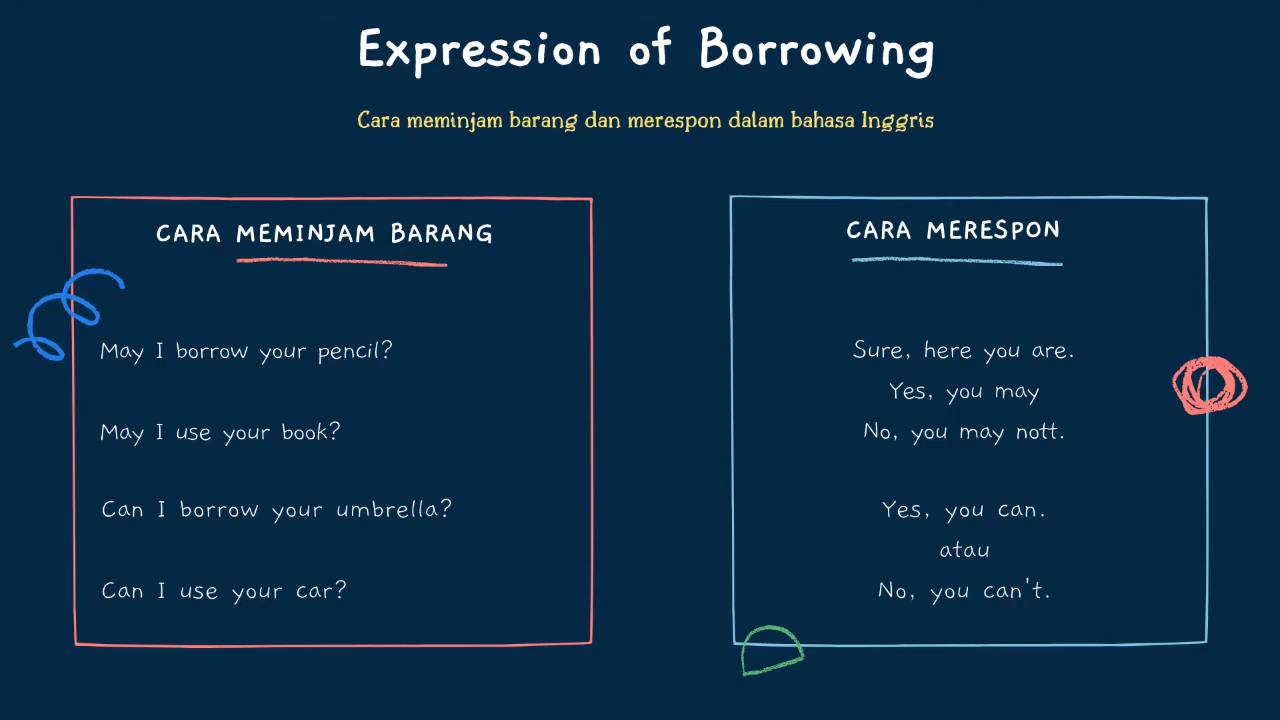 Expression of Borrowing
Cara meminjam barang dan merespon dalam bahasa Inggris
CARA MEMINJAM BARANG
May I borrow your pencil?
May I use your book?
Can I borrow your umbrella?
Can I use your car?
CARA MERESPON
Sure, here you are.
Yes, you may
No, you may nott.
Yes, you can.
atau
No, you can't.